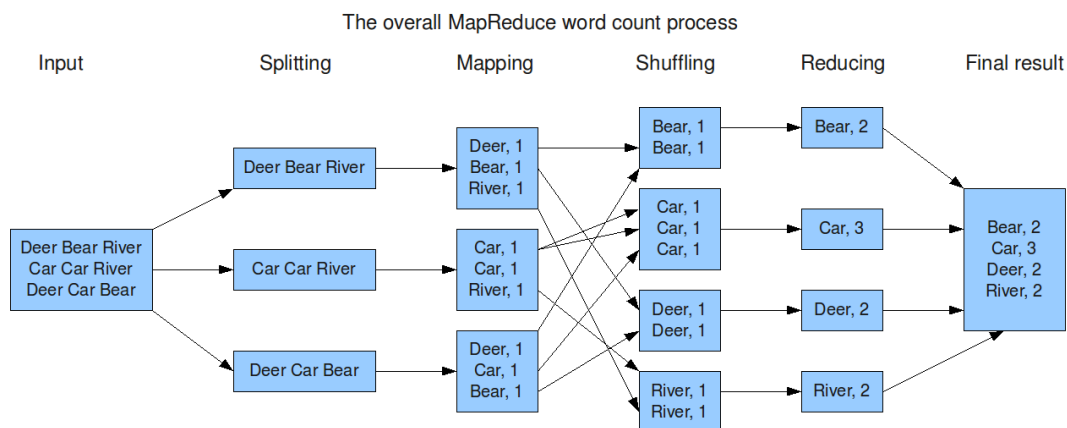 The overall MapReduce word count process
Input
Splitting
Mapping
Shuffling
Reducing
Final result
Deer Bear River
Car Car River
Deer Car Bear
Deer Bear River
Car Car River
Deer Car Bear
Deer, 1
Bear, 1
River, 1
Car, 1
Car, 1
River, 1
Deer, 1
Car, 1
Bear, 1
Bear, 1
Bear, 1
Car, 1
Car, 1
Car, 1
Deer, 1
Deer, 1
River, 1
River, 1
Bear, 2
Car, 3
Deer, 2
River, 2
Bear, 2
Car, 3
Deer, 2
River, 2